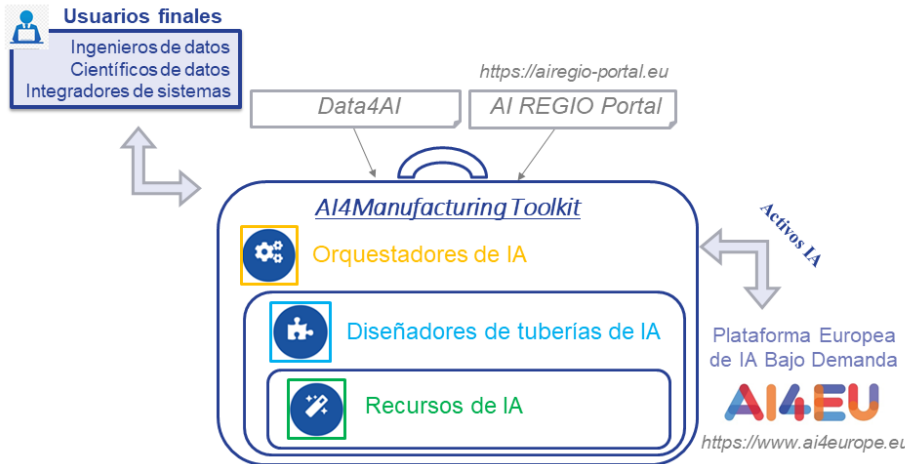 Usuarios finales
Ingenieros de datos
Científicos de datos
Integradores de sistemas
https://airegio-portal.eu
Data4AI
AI REGIO Portal
AI4Manufacturing Toolkit
Orquestadores de IA
Activos IA
Diseñadores de tuberías de IA
Plataforma Europea
de IA Bajo Demanda
Recursos de IA
AI4EU
https://www.ai4europe.eu